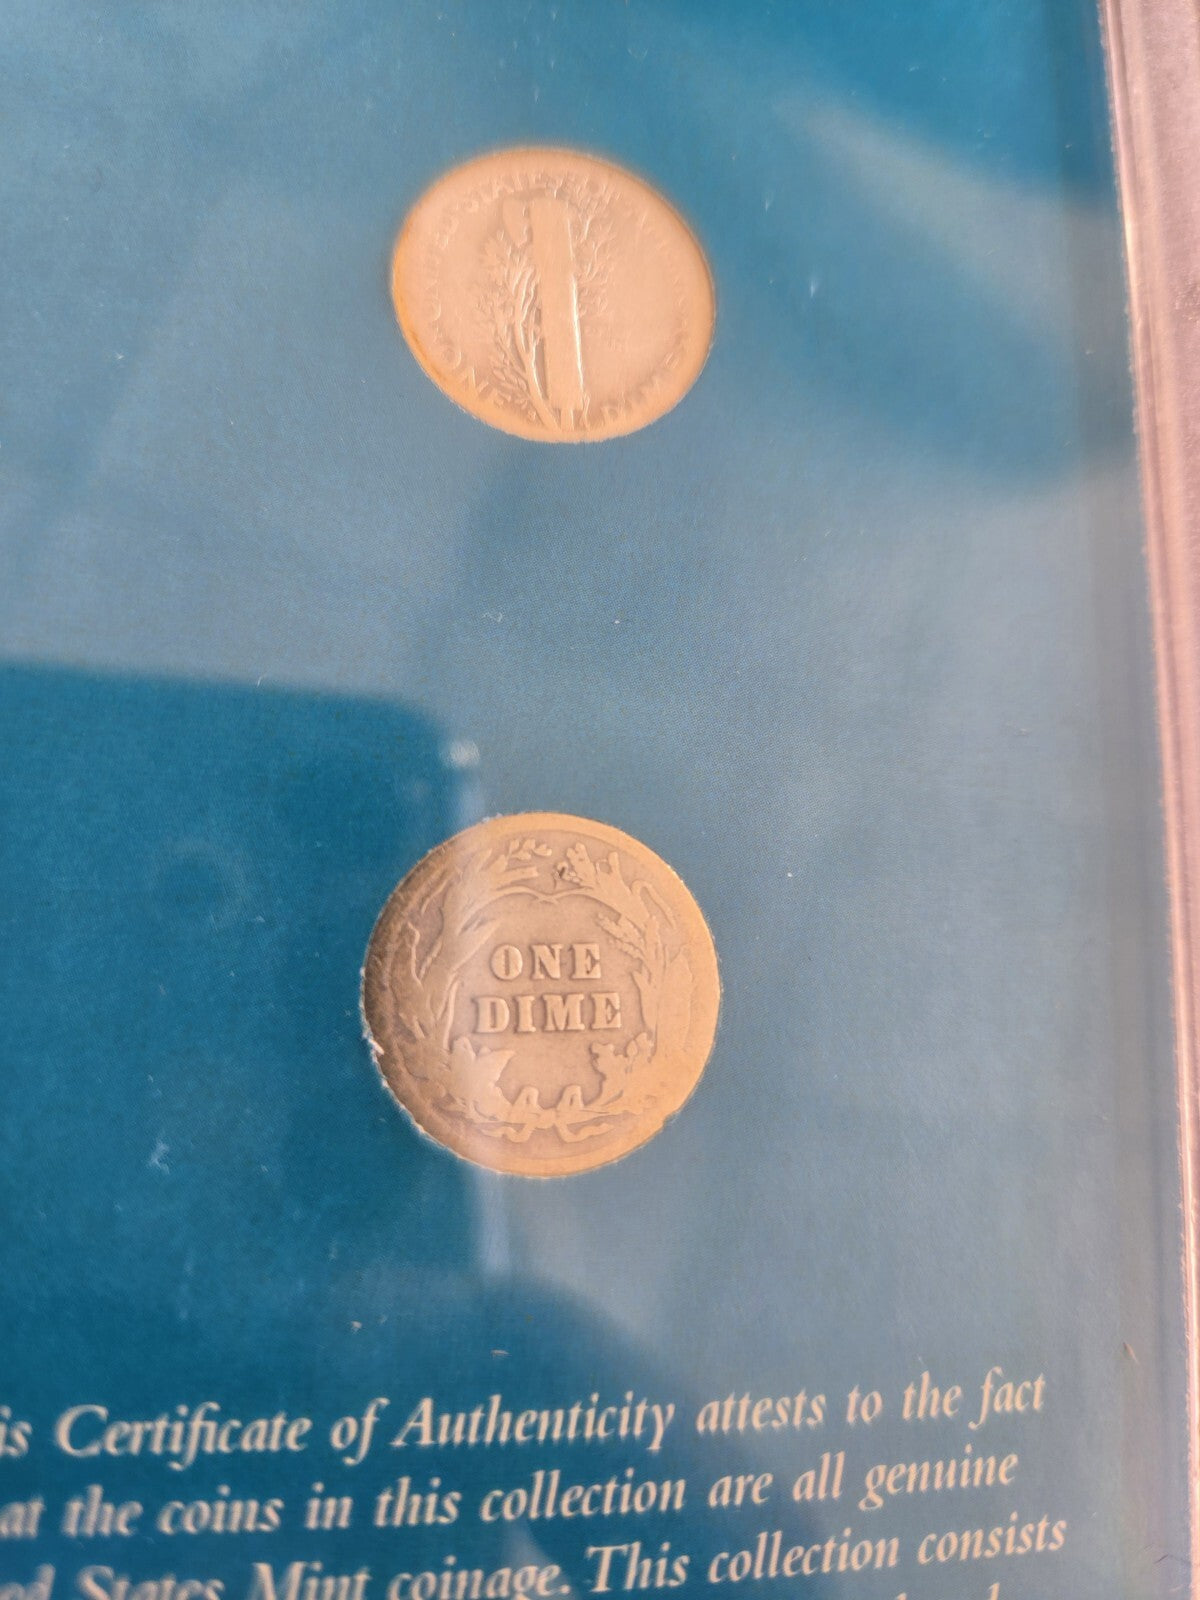 ONE
DIME
is Certificate of Authenticity attests to the fact
at the coins in this collection are all genuine
ed States Mint coinage. This collection consists